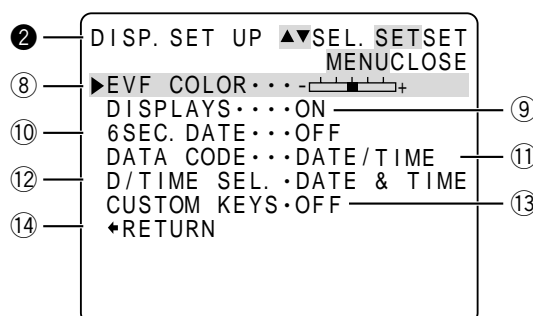 ❷ DISP. SET UP ▲▼SEL. SETSET
MENUCLOSE
⑧ ▶EVF COLOR･･･-+
DISPLAYS････ON ⑨
⑩ 6SEC. DATE･･･OFF
DATA CODE･･･DATE/TIME ⑪
⑫ D/TIME SEL. ･DATE & TIME
CUSTOM KEYS･OFF ⑬
⑭ RETURN